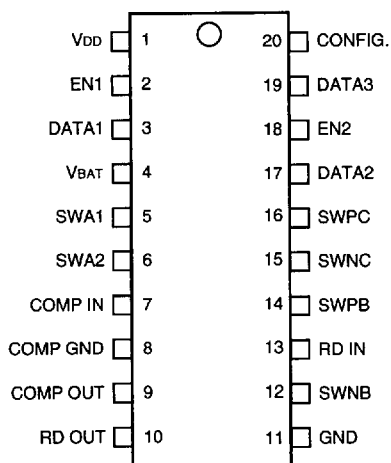 VDD 1 20 CONFIG.
EN1 2 19 DATA3
DATA1 3 18 EN2
VBAT 4 17 DATA2
SWA1 5 16 SWPC
SWA2 6 15 SWNC
COMP IN 7 14 SWPB
COMP GND 8 13 RD IN
COMP OUT 9 12 SWNB
RD OUT 10 11 GND